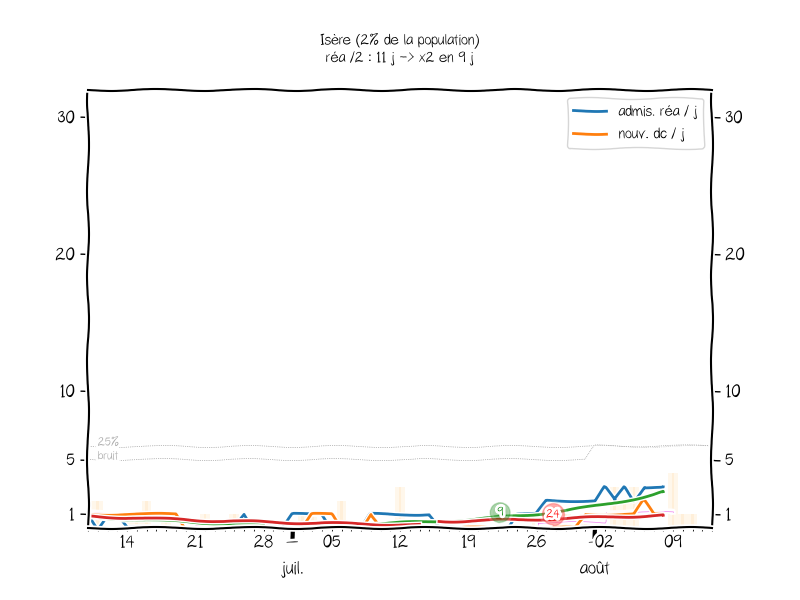 Isère (2% de la population)
réa /2 : 11 j -> x2 en 9 j
admis. réa / j
nouv. dc / j
30
30
20
20
10
10
25%
bruit
5
5
9
24
1
1
14 21 28 05 12 19 26 02 09
juil. août